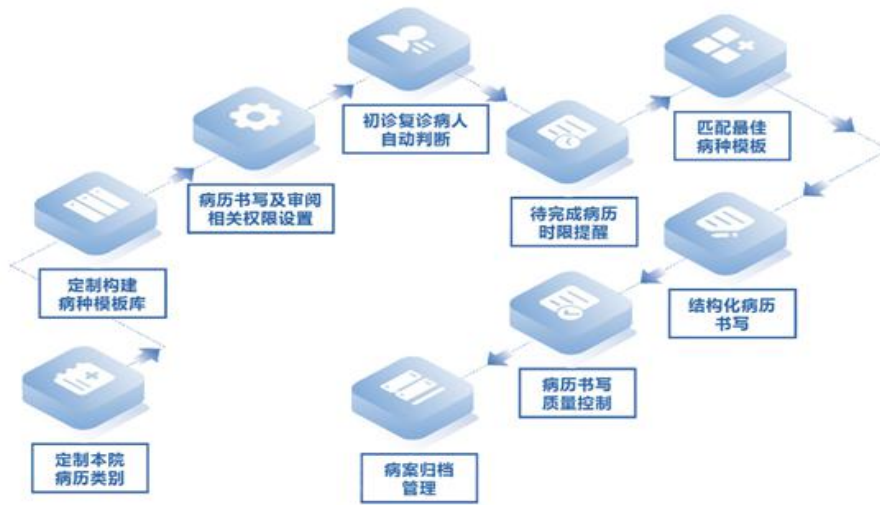 初诊复诊病人
自动判断
匹配最佳
病种模板
病历书写及审阅
相关权限设置
待完成病历
时限提醒
定制构建
病种模板库
结构化病历
书写
病历书写
质量控制
定制本院
病历类别
病案归档
管理